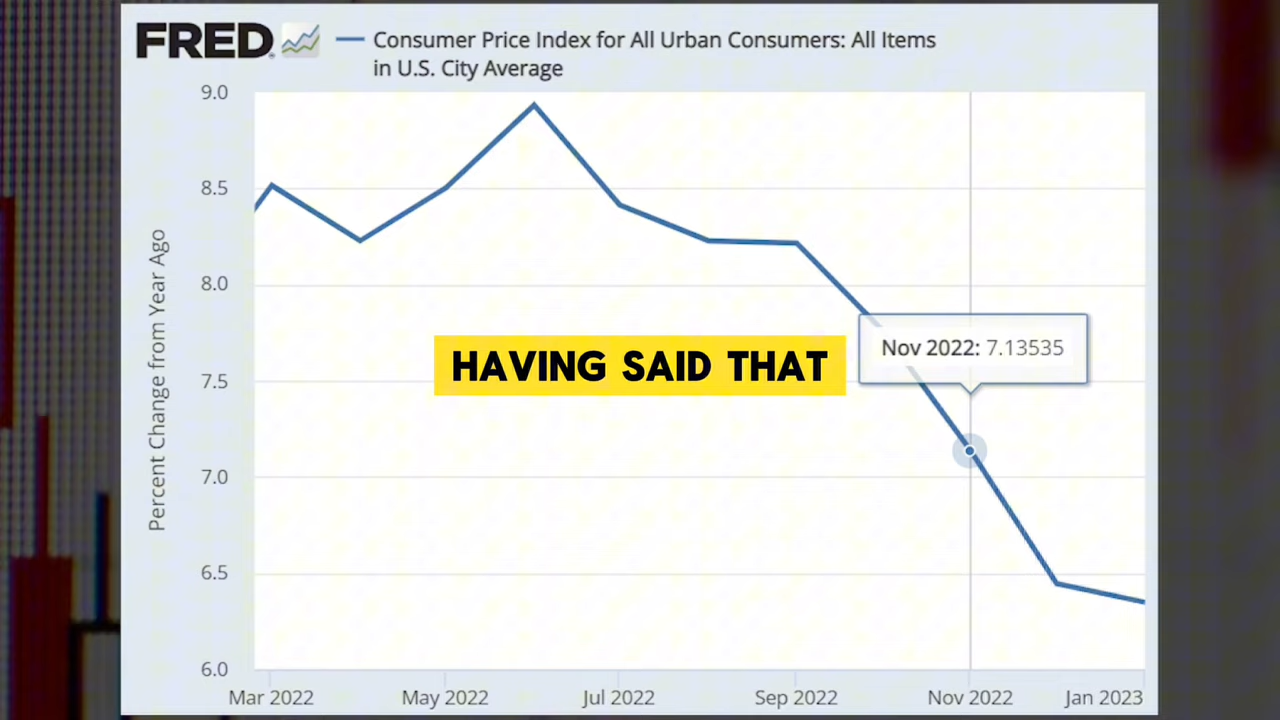 FRED
Consumer Price Index for All Urban Consumers: All Items
in U.S. City Average
Percent Change from Year Ago
9.0
8.5
8.0
7.5
7.0
6.5
6.0
HAVING SAID THAT
Nov 2022: 7.13535
Mar 2022
May 2022
Jul 2022
Sep 2022
Nov 2022
Jan 2023